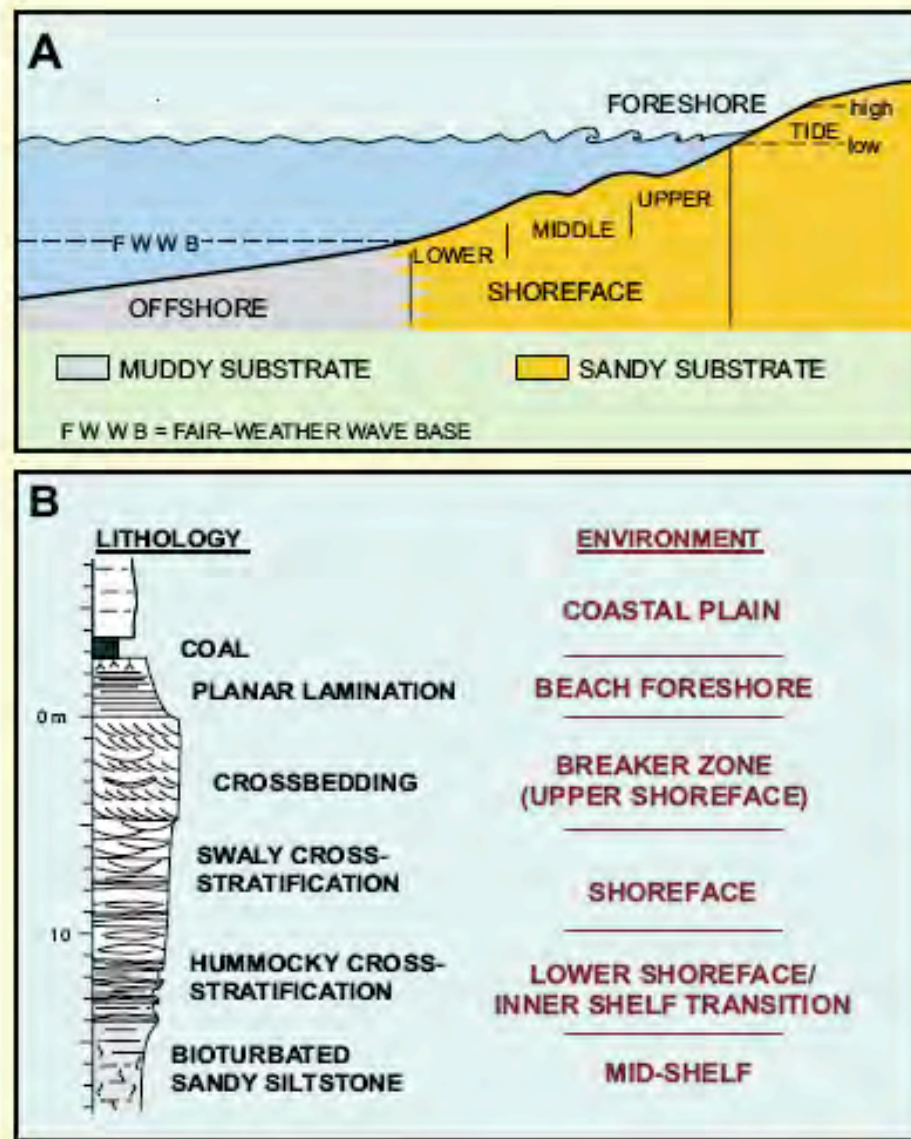 A
FORESHORE
high
TIDE
low
UPPER
F W W B
MIDDLE
LOWER
SHOREFACE
OFFSHORE
MUDDY SUBSTRATE
SANDY SUBSTRATE
F W W B = FAIR–WEATHER WAVE BASE
B
LITHOLOGY
ENVIRONMENT
COASTAL PLAIN
COAL
PLANAR LAMINATION
BEACH FORESHORE
0 m
CROSSBEDDING
BREAKER ZONE
(UPPER SHOREFACE)
SWALY CROSS-
STRATIFICATION
SHOREFACE
10
HUMMOCKY CROSS-
STRATIFICATION
LOWER SHOREFACE/
INNER SHELF TRANSITION
BIOTURBATED
SANDY SILTSTONE
MID-SHELF